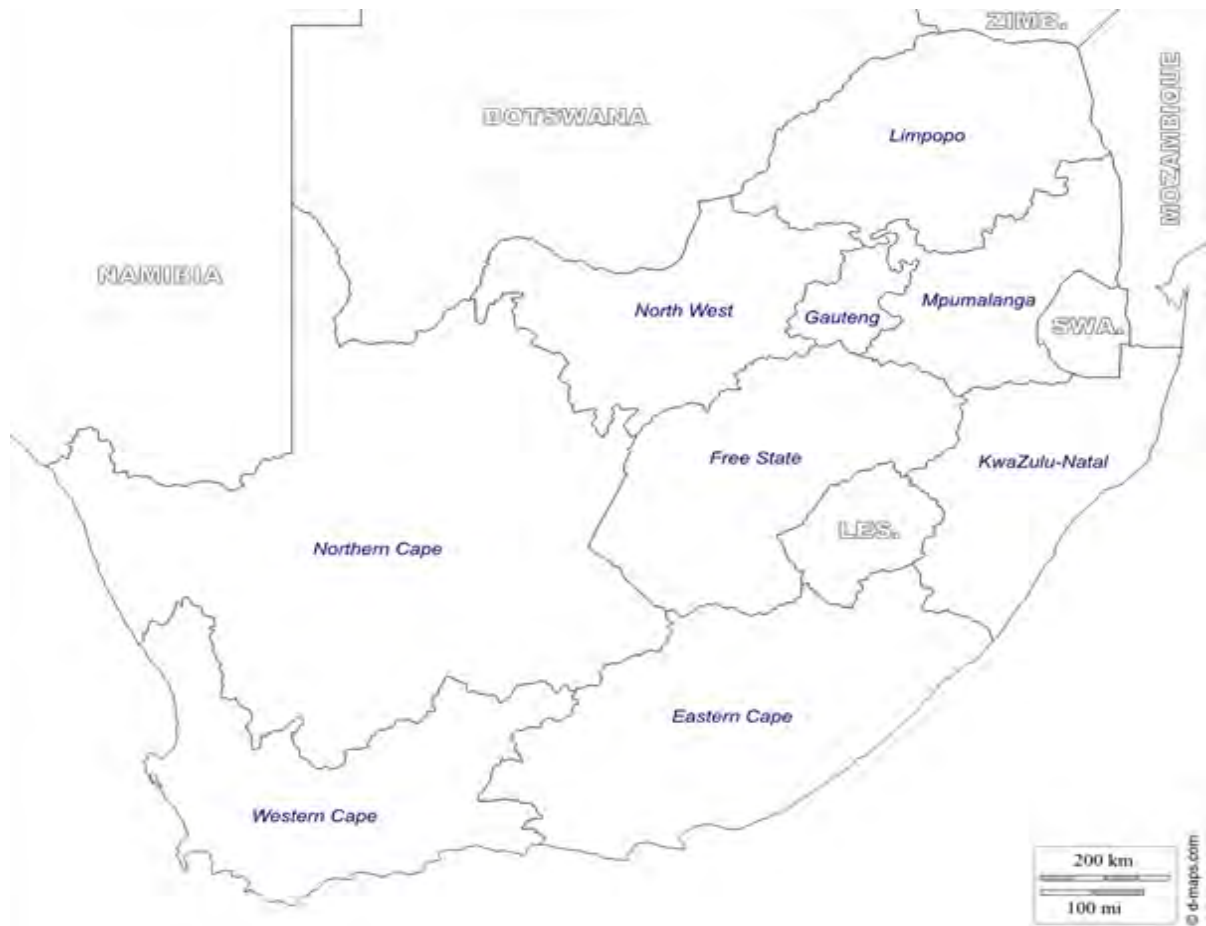 ZIMB.
MOZAMBIQUE
BOTSWANA
Limpopo
NAMIBIA
North West
Gauteng
Mpumalanga
SWA.
Free State
KwaZulu-Natal
LES.
Northern Cape
Eastern Cape
Western Cape
200 km
100 mi
© d-maps.com